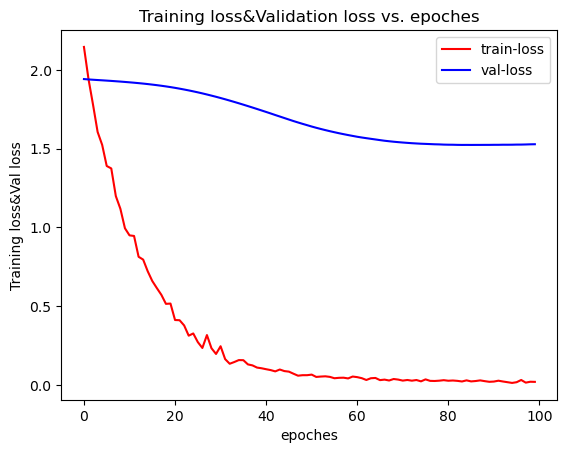 Training loss&Validation loss vs. epoches
train-loss
val-loss
Training loss&Val loss
2.0
1.5
1.0
0.5
0.0
0
20
40
60
80
100
epoches